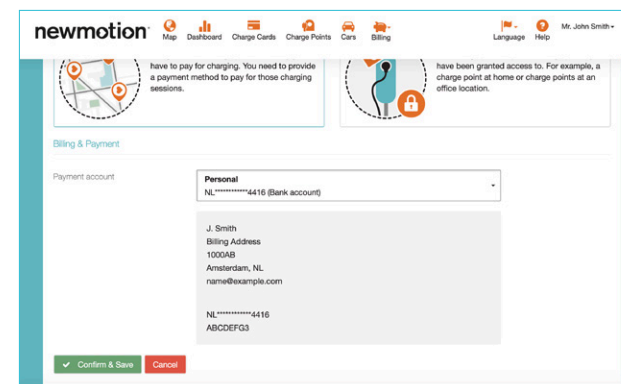 newmotion
Map Dashboard Charge Cards Charge Points Cars Billing Language Help Mr. John Smith
have to pay for charging. You need to provide
a payment method to pay for those charging
sessions.
have been granted access to. For example, a
charge point at home or charge points at an
office location.
Billing & Payment
Payment account
Personal
NL************4416 (Bank account)
J. Smith
Billing Address
1000AB
Amsterdam, NL
name@example.com
NL************4416
ABCDEFG3
Confirm & Save Cancel